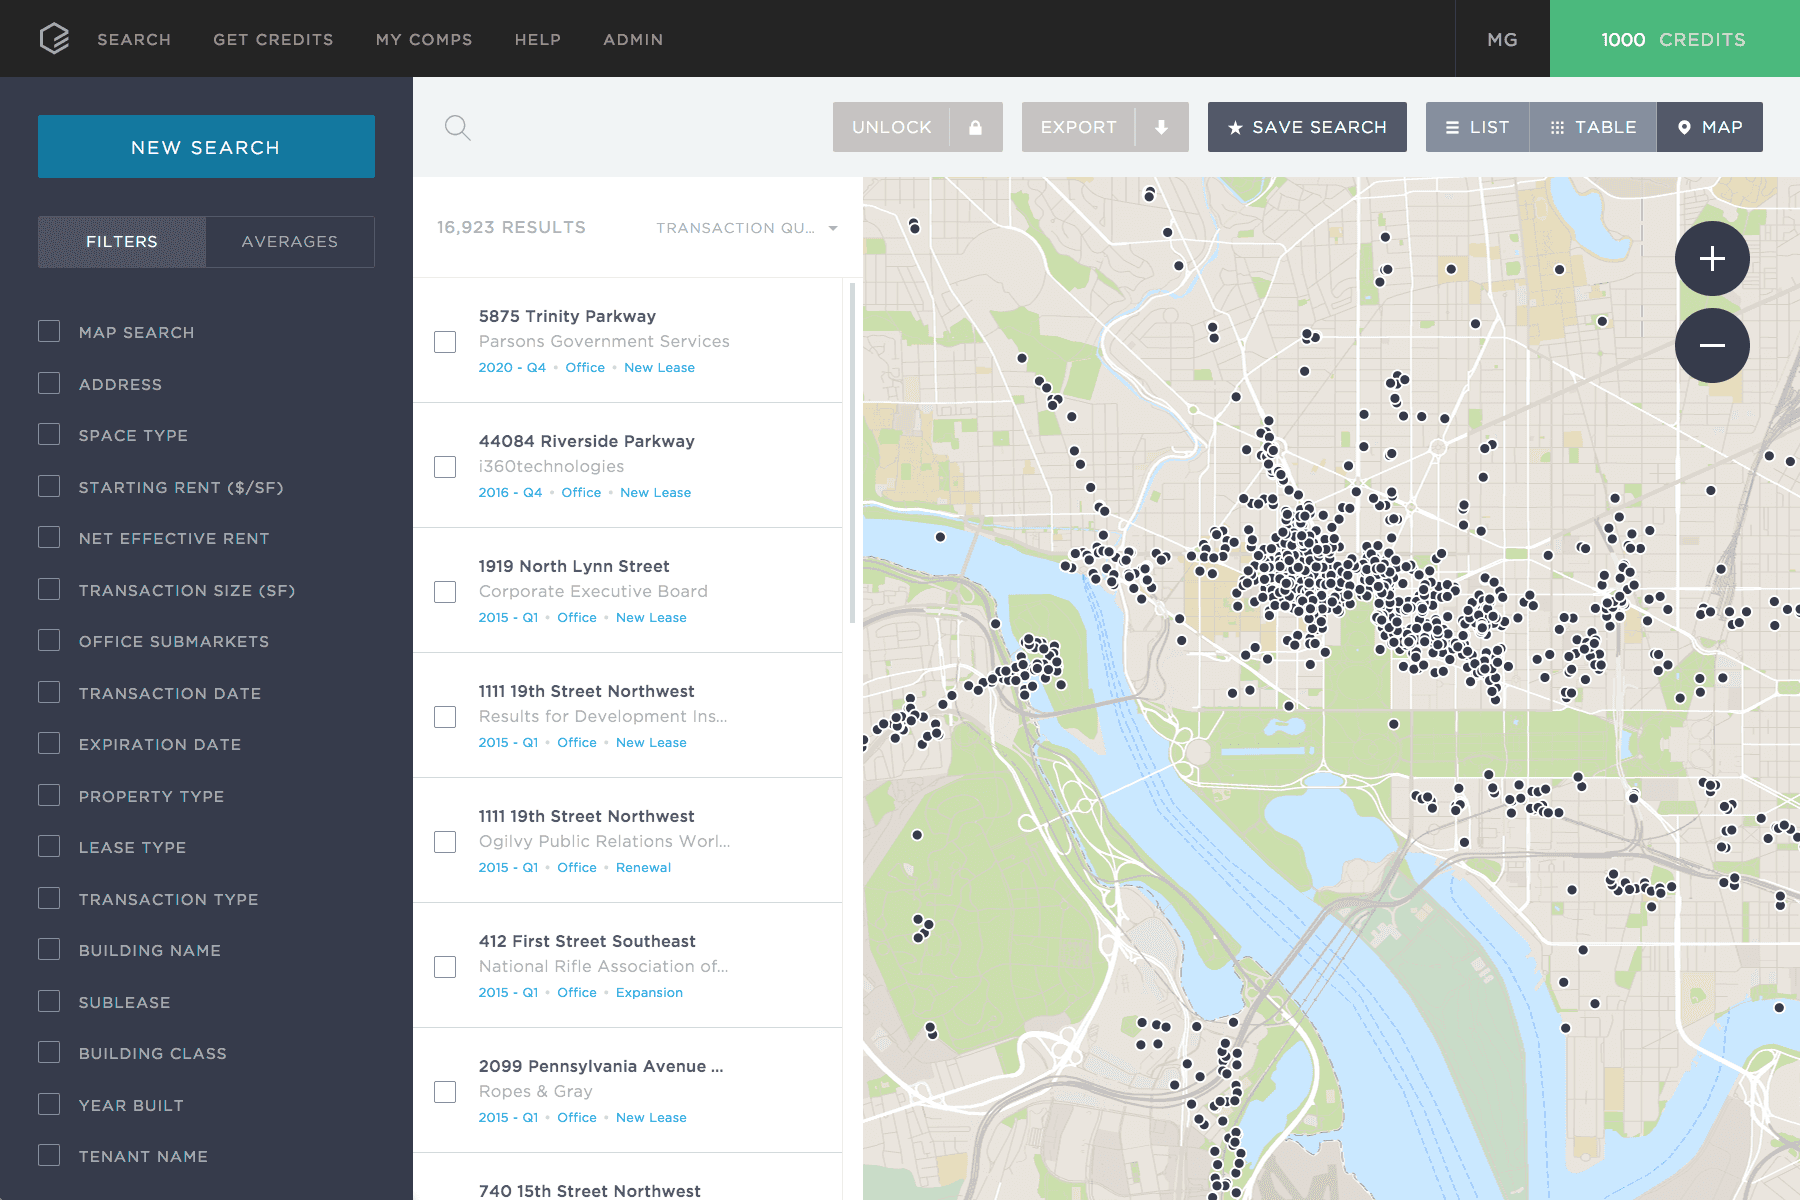 SEARCH
GET CREDITS
MY COMPS
HELP
ADMIN
MG
1000 CREDITS
NEW SEARCH
FILTERS
AVERAGES
MAP SEARCH
ADDRESS
SPACE TYPE
STARTING RENT ($/SF)
NET EFFECTIVE RENT
TRANSACTION SIZE (SF)
OFFICE SUBMARKETS
TRANSACTION DATE
EXPIRATION DATE
PROPERTY TYPE
LEASE TYPE
TRANSACTION TYPE
BUILDING NAME
SUBLEASE
BUILDING CLASS
YEAR BUILT
TENANT NAME
UNLOCK
EXPORT
SAVE SEARCH
LIST
TABLE
MAP
16,923 RESULTS
TRANSACTION QU...
5875 Trinity Parkway
Parsons Government Services
2020 - Q4 • Office • New Lease
44084 Riverside Parkway
i360technologies
2016 - Q4 • Office • New Lease
1919 North Lynn Street
Corporate Executive Board
2015 - Q1 • Office • New Lease
1111 19th Street Northwest
Results for Development Ins...
2015 - Q1 • Office • New Lease
1111 19th Street Northwest
Ogilvy Public Relations Worl...
2015 - Q1 • Office • Renewal
412 First Street Southeast
National Rifle Association of...
2015 - Q1 • Office • Expansion
2099 Pennsylvania Avenue ...
Ropes & Gray
2015 - Q1 • Office • New Lease
740 15th Street Northwest